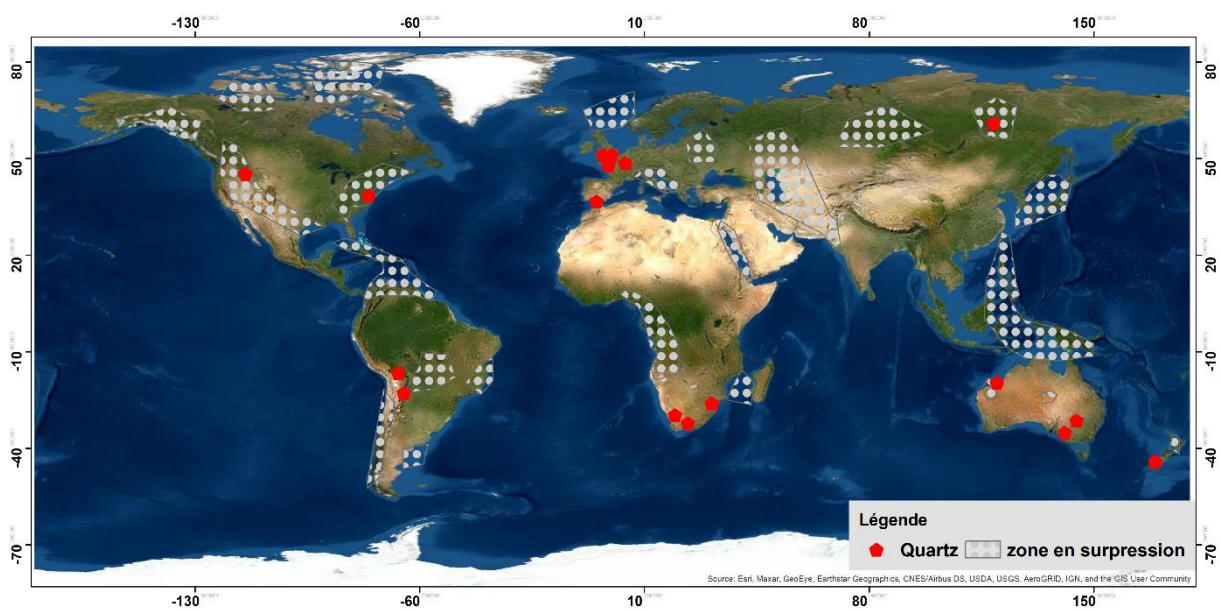 -130 -60 10 80 150
80 80
50 50
20 20
-10 -10
-40 -40
-70 -70
Légende
Quartz zone en surpression
Source: Esri, Maxar, GeoEye, Earthstar Geographics, CNES/Airbus DS, USDA, USGS, AeroGRID, IGN, and the GIS User Community
-130 -60 10 80 150